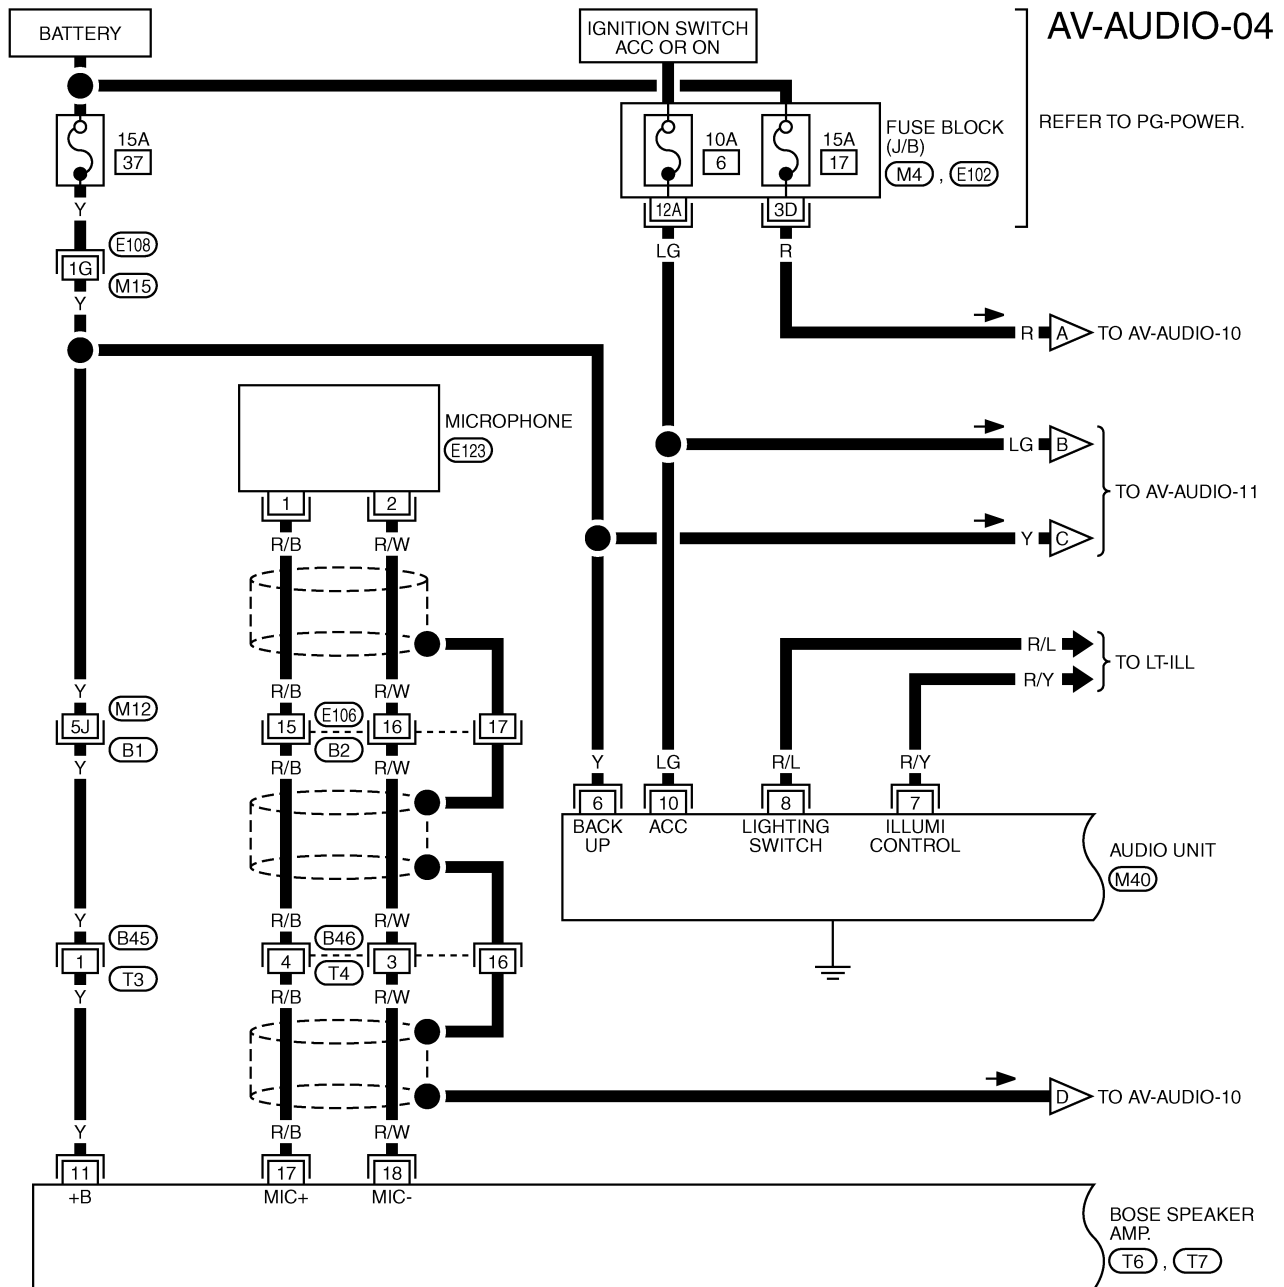 AV-AUDIO-04
BATTERY
IGNITION SWITCH
ACC OR ON
REFER TO PG-POWER.
15A
37
10A
6
15A
17
FUSE BLOCK
(J/B)
M4 , E102
12A
3D
Y
LG
R
E108
1G
M15
Y
R
A
TO AV-AUDIO-10
MICROPHONE
E123
LG
B
TO AV-AUDIO-11
Y
C
1
2
R/B
R/W
R/L
TO LT-ILL
R/Y
Y
R/B
R/W
M12
5J
B1
15
E106
B2
16
17
Y
R/B
R/W
Y
LG
R/L
R/Y
6
10
8
7
BACK
UP
ACC
LIGHTING
SWITCH
ILLUMI
CONTROL
AUDIO UNIT
M40
Y
R/B
R/W
B45
1
T3
4
B46
T4
3
16
Y
R/B
R/W
D
TO AV-AUDIO-10
Y
R/B
R/W
11
17
18
+B
MIC+
MIC-
BOSE SPEAKER
AMP.
T6 , T7